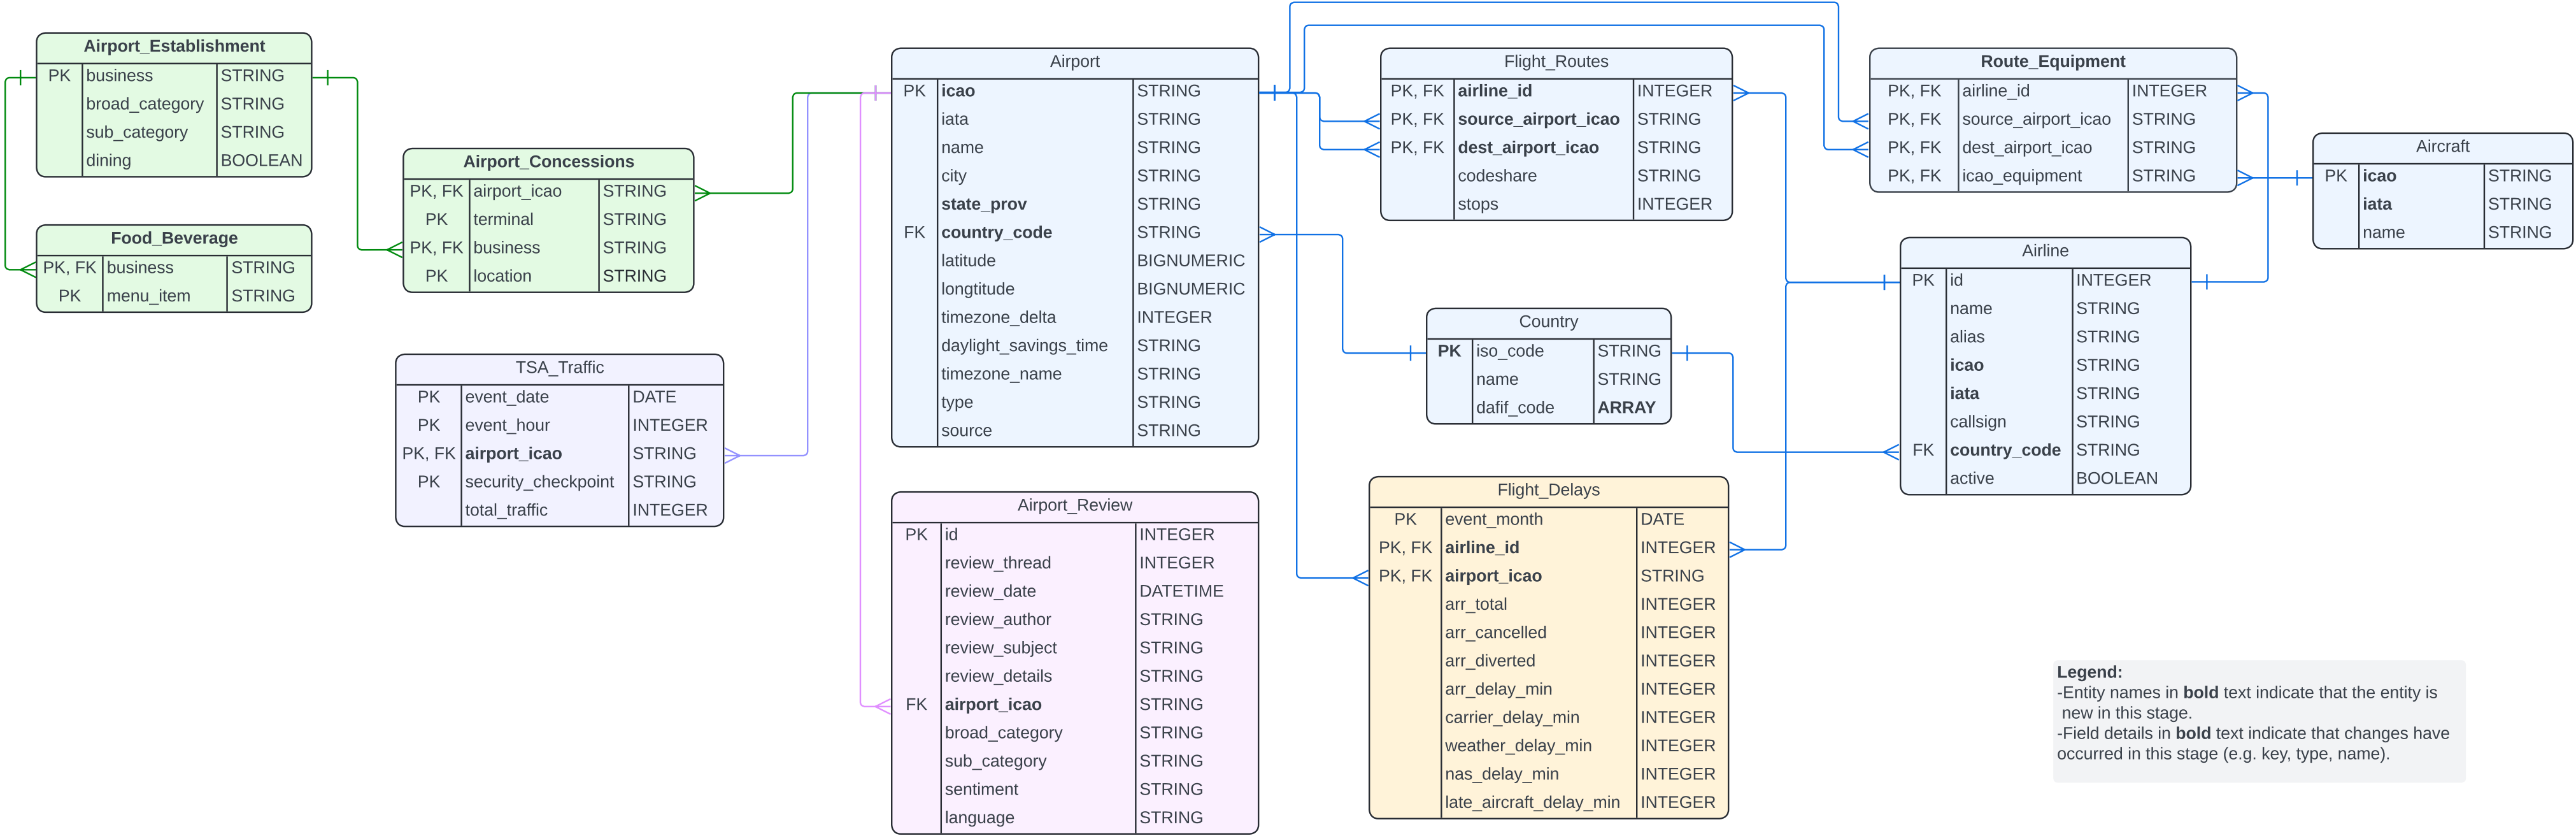 Airport_Establishment
PK business STRING
broad_category STRING
sub_category STRING
dining BOOLEAN
Food_Beverage
PK, FK business STRING
PK menu_item STRING
Airport_Concessions
PK, FK airport_icao STRING
PK terminal STRING
PK, FK business STRING
PK location STRING
TSA_Traffic
PK event_date DATE
PK event_hour INTEGER
PK, FK airport_icao STRING
PK security_checkpoint STRING
total_traffic INTEGER
Airport
PK icao STRING
iata STRING
name STRING
city STRING
state_prov STRING
FK country_code STRING
latitude BIGNUMERIC
longtitude BIGNUMERIC
timezone_delta INTEGER
daylight_savings_time STRING
timezone_name STRING
type STRING
source STRING
Airport_Review
PK id INTEGER
review_thread INTEGER
review_date DATETIME
review_author STRING
review_subject STRING
review_details STRING
FK airport_icao STRING
broad_category STRING
sub_category STRING
sentiment STRING
language STRING
Flight_Routes
PK, FK airline_id INTEGER
PK, FK source_airport_icao STRING
PK, FK dest_airport_icao STRING
codeshare STRING
stops INTEGER
Country
PK iso_code STRING
name STRING
dafif_code ARRAY
Flight_Delays
PK event_month DATE
PK, FK airline_id INTEGER
PK, FK airport_icao STRING
arr_total INTEGER
arr_cancelled INTEGER
arr_diverted INTEGER
arr_delay_min INTEGER
carrier_delay_min INTEGER
weather_delay_min INTEGER
nas_delay_min INTEGER
late_aircraft_delay_min INTEGER
Route_Equipment
PK, FK airline_id INTEGER
PK, FK source_airport_icao STRING
PK, FK dest_airport_icao STRING
PK, FK icao_equipment STRING
Airline
PK id INTEGER
name STRING
alias STRING
icao STRING
iata STRING
callsign STRING
FK country_code STRING
active BOOLEAN
Aircraft
PK icao STRING
iata STRING
name STRING
Legend:
-Entity names in bold text indicate that the entity is
new in this stage.
-Field details in bold text indicate that changes have
occurred in this stage (e.g. key, type, name).